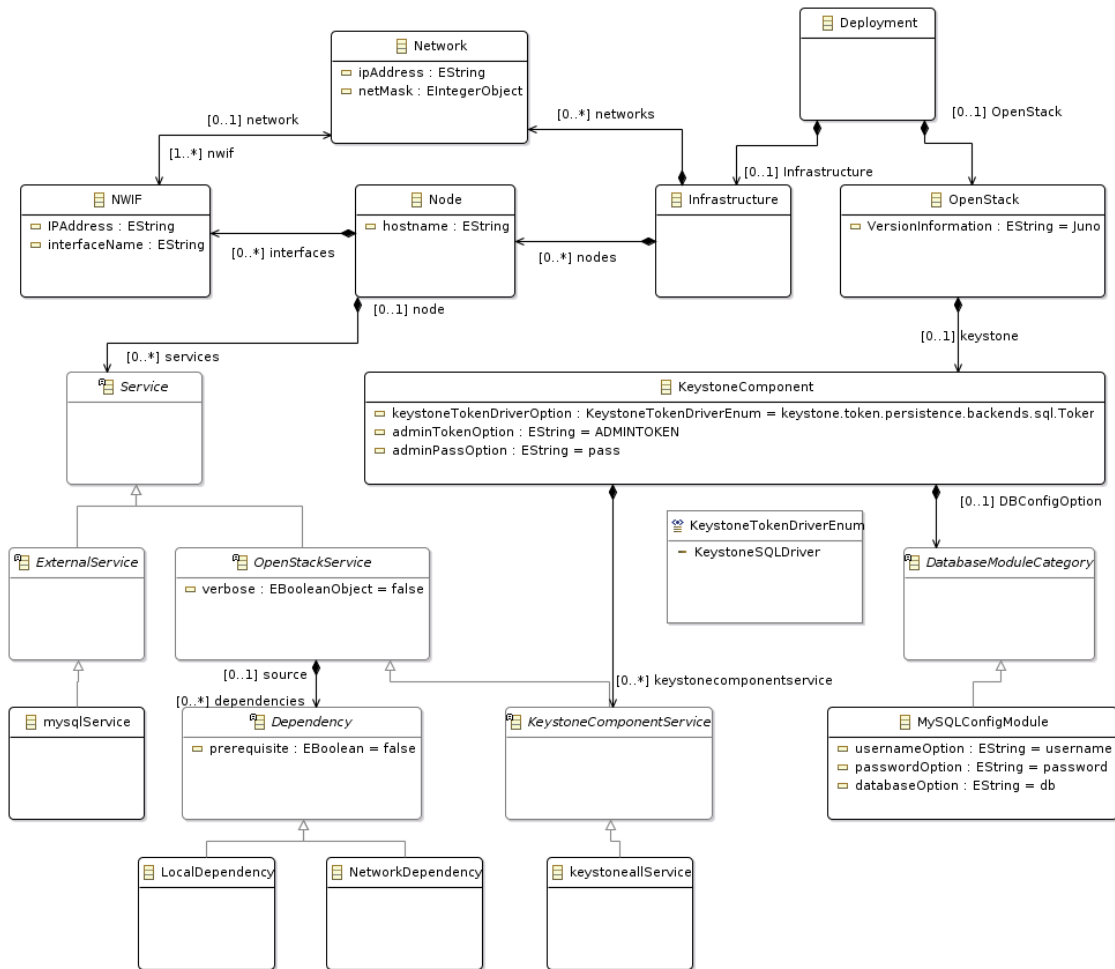 Deployment
Network
ipAddress : EString
netMask : EIntegerObject
[0..1] network
[0..*] networks
[0..1] OpenStack
[1..*] nwif
[0..1] Infrastructure
NWIF
IPAddress : EString
interfaceName : EString
Node
hostname : EString
Infrastructure
OpenStack
VersionInformation : EString = Juno
[0..*] interfaces
[0..*] nodes
[0..1] node
[0..1] keystone
[0..*] services
Service
KeystoneComponent
keystoneTokenDriverOption : KeystoneTokenDriverEnum = keystone.token.persistence.backends.sql.Token
adminTokenOption : EString = ADMINTOKEN
adminPassOption : EString = pass
[0..1] DBConfigOption
KeystoneTokenDriverEnum
KeystoneSQLDriver
ExternalService
OpenStackService
verbose : EBooleanObject = false
DatabaseModuleCategory
[0..1] source
[0..*] dependencies
[0..*] keystonecomponentservice
mysqlService
Dependency
prerequisite : EBoolean = false
KeystoneComponentService
MySQLConfigModule
usernameOption : EString = username
passwordOption : EString = password
databaseOption : EString = db
LocalDependency
NetworkDependency
keystoneallService